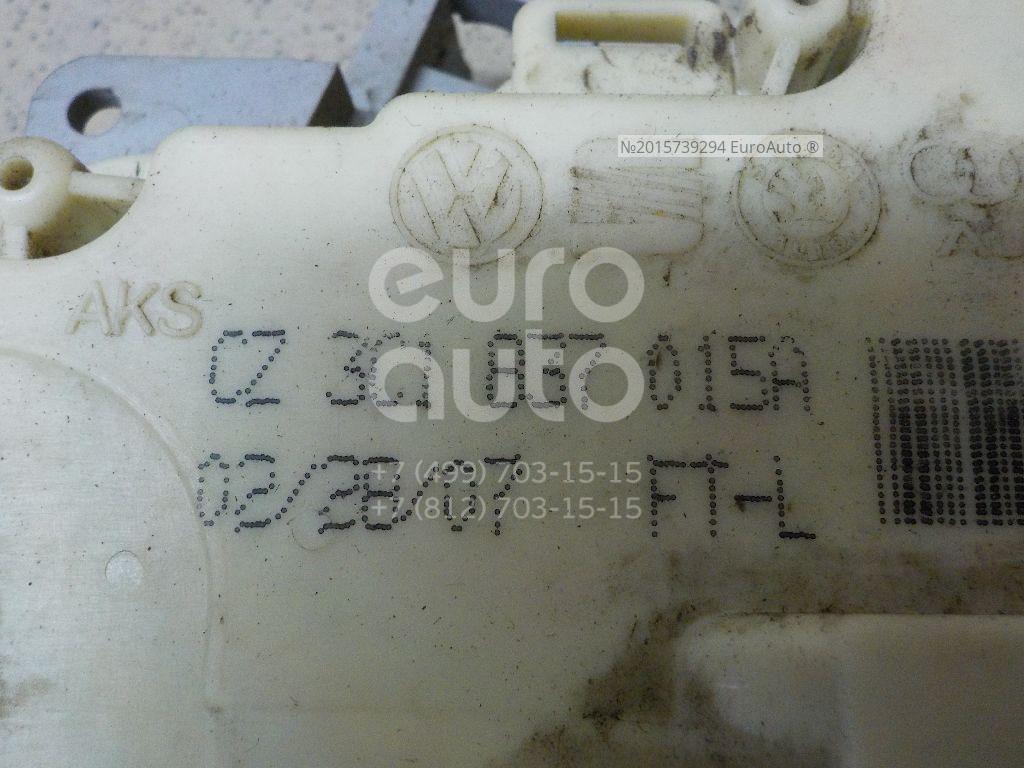 №2015739294 EuroAuto ®
euro
auto
AKS
CZ 3C1 837 015A
+7 (499) 703-15-15
02/28/07 FT-L
+7 (812) 703-15-15